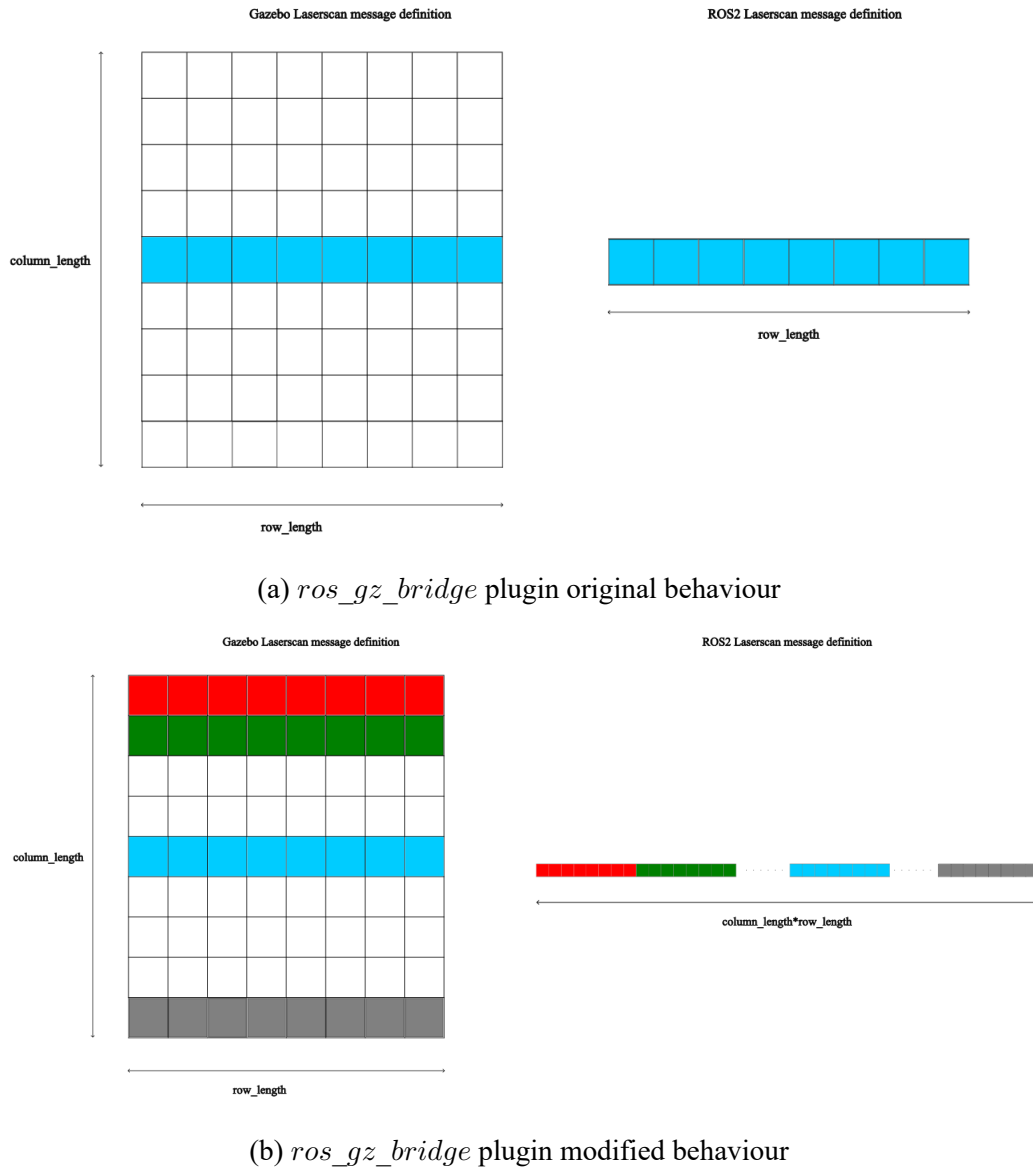 Gazebo Laserscan message definition
ROS2 Laserscan message definition
column_length
row_length
row_length
(a) ros_gz_bridge plugin original behaviour
Gazebo Laserscan message definition
ROS2 Laserscan message definition
column_length
column_length*row_length
row_length
(b) ros_gz_bridge plugin modified behaviour